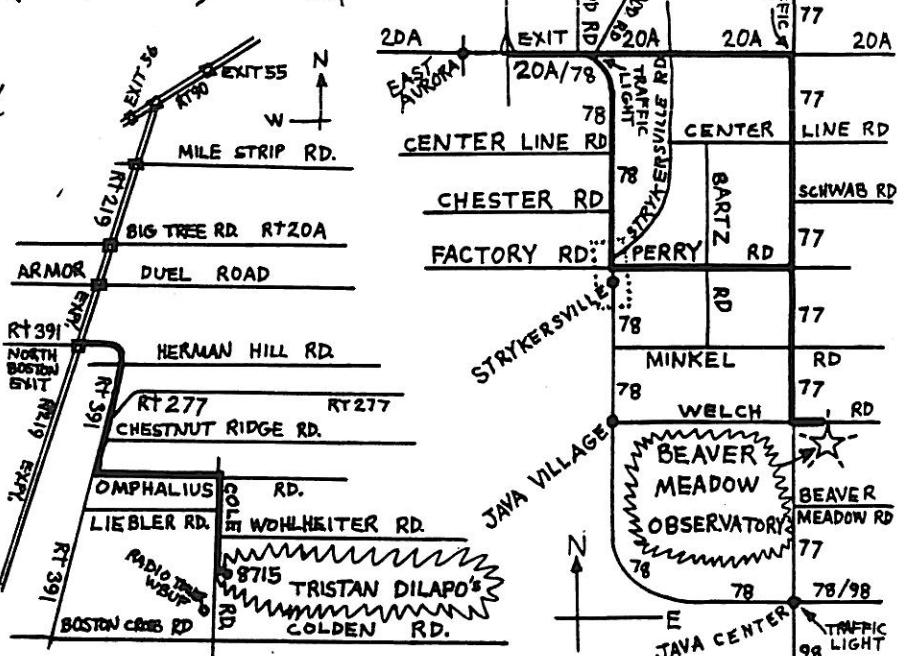 EXIT 56
EXIT 55
RT 90
N
W
MILE STRIP RD.
RT 219
BIG TREE RD. RT 20A
ARMOR DUEL ROAD
EXPY.
RT 391
NORTH
BOSTON
EXIT
HERMAN HILL RD.
RT 391
RT 277
RT 277
CHESTNUT RIDGE RD.
EXPY.
OMPHALIUS RD.
COLE RD.
LIEBLER RD.
WOHLHEITER RD.
RT 391
RADIO
8715
TRISTAN DILAPO'S
BOSTON CROSS RD
COLDEN RD.
20A
EXIT
RD
RD
20A
20A
20A
77
EAST
AURORA
20A/78
TRAFFIC
LIGHT
78
STRYKERSVILLE RD
77
CENTER LINE RD
CENTER LINE RD
78
CHESTER RD
BARTZ RD
SCHWAB RD
77
FACTORY RD
PERRY RD
STRYKERSVILLE
78
77
MINKEL RD
78
77
WELCH RD
JAVA VILLAGE
BEAVER
MEADOW
OBSERVATORY
BEAVER
MEADOW RD
77
N
E
78
78
78/98
JAVA CENTER
TRAFFIC
LIGHT
98